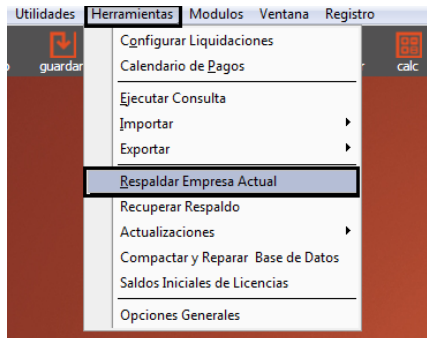 Utilidades Herramientas Modulos Ventana Registro
guardar calc
Configurar Liquidaciones
Calendario de Pagos
Ejecutar Consulta
Importar
Exportar
Respaldar Empresa Actual
Recuperar Respaldo
Actualizaciones
Compactar y Reparar Base de Datos
Saldos Iniciales de Licencias
Opciones Generales